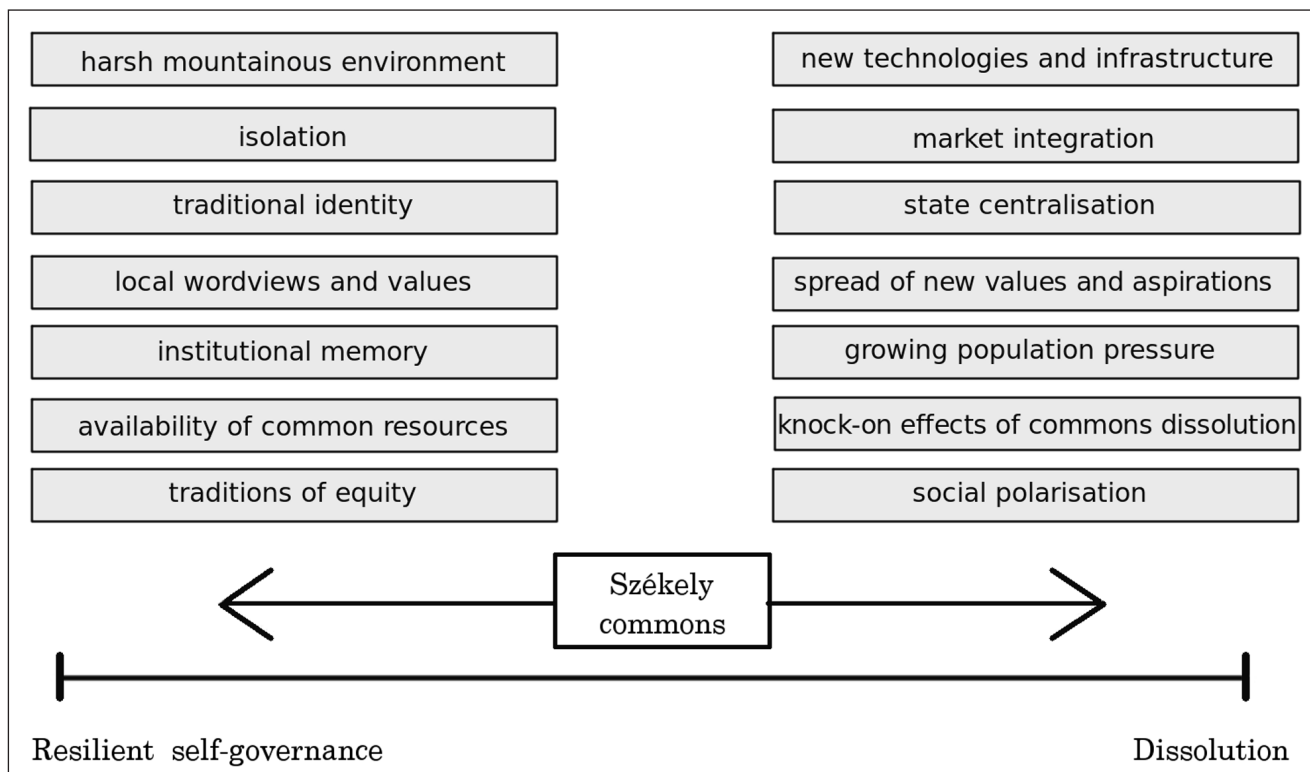 harsh mountainous environment
isolation
traditional identity
local wordviews and values
institutional memory
availability of common resources
traditions of equity
new technologies and infrastructure
market integration
state centralisation
spread of new values and aspirations
growing population pressure
knock-on effects of commons dissolution
social polarisation
Székely
commons
Resilient self-governance
Dissolution